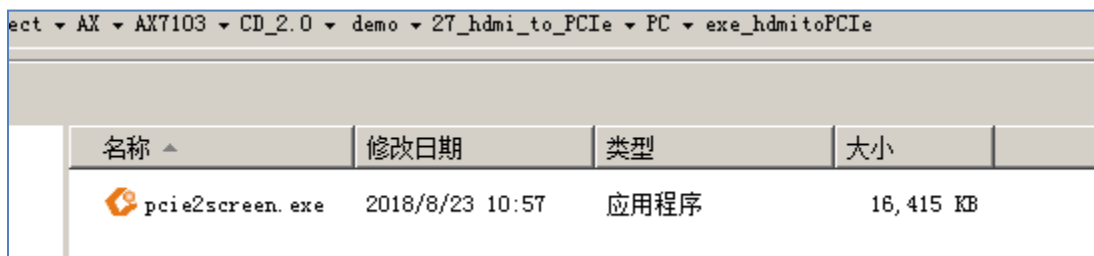 ect ▾ AX ▾ AX7103 ▾ CD_2.0 ▾ demo ▾ 27_hdmi_to_PCIe ▾ PC ▾ exe_hdmitoPCIe
名称 修改日期 类型 大小
pcie2screen.exe 2018/8/23 10:57 应用程序 16,415 KB